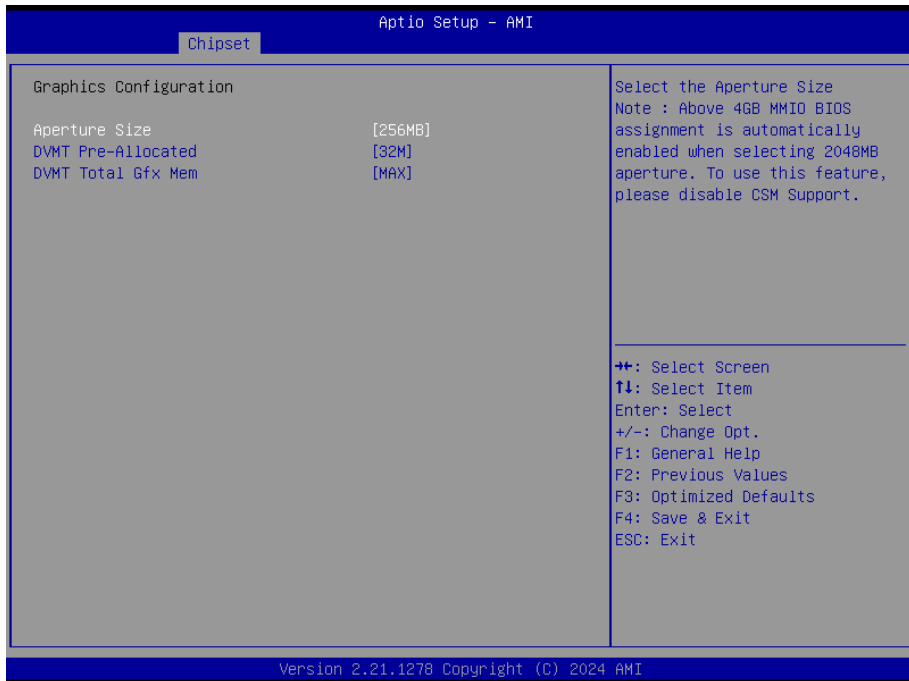 Aptio Setup – AMI
Chipset
Graphics Configuration
Aperture Size [256MB]
DVMT Pre-Allocated [32M]
DVMT Total Gfx Mem [MAX]
Select the Aperture Size
Note : Above 4GB MMIO BIOS
assignment is automatically
enabled when selecting 2048MB
aperture. To use this feature,
please disable CSM Support.
→←: Select Screen
↑↓: Select Item
Enter: Select
+/-: Change Opt.
F1: General Help
F2: Previous Values
F3: Optimized Defaults
F4: Save & Exit
ESC: Exit
Version 2.21.1278 Copyright (C) 2024 AMI